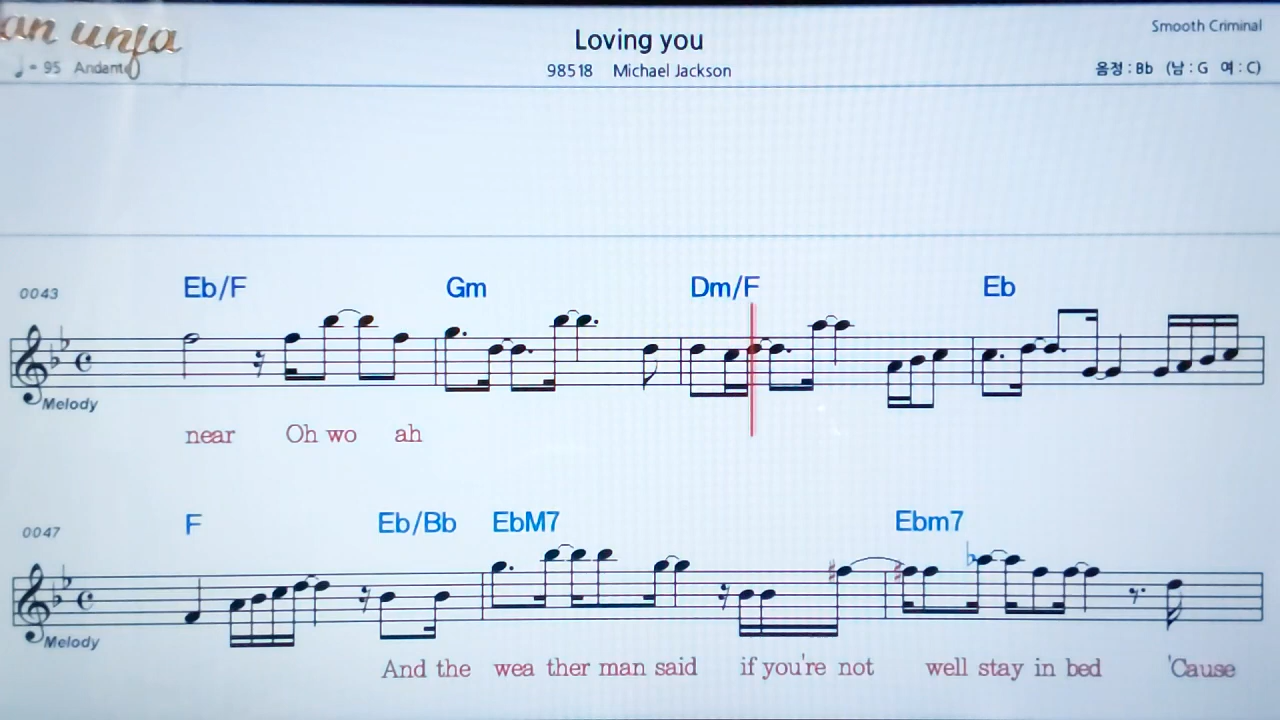 an unja
Loving you
Smooth Criminal
♩= 95 Andante
98518 Michael Jackson
음정 : Bb (남 : G 여 : C)
0043
Eb/F Gm Dm/F Eb
Melody
near Oh wo ah
0047
F Eb/Bb EbM7 Ebm7
Melody
And the wea ther man said if you're not well stay in bed 'Cause